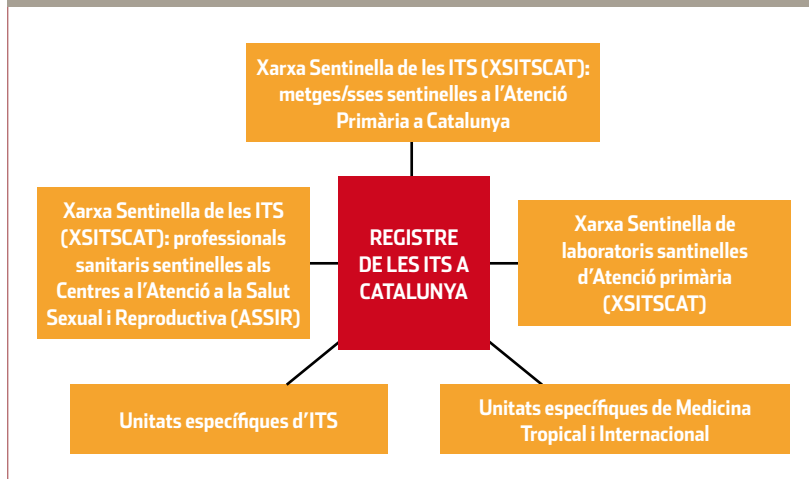 Xarxa Sentinella de les ITS (XSITSCAT):
metges/sses sentinelles a l'Atenció
Primària a Catalunya
Xarxa Sentinella de les ITS
(XSITSCAT): professionals
sanitaris sentinelles als
Centres a l'Atenció a la Salut
Sexual i Reproductiva (ASSIR)
REGISTRE
DE LES ITS A
CATALUNYA
Xarxa Sentinella de
laboratoris santinelles
d'Atenció primària
(XSITSCAT)
Unitats específiques d'ITS
Unitats específiques de Medicina
Tropical i Internacional